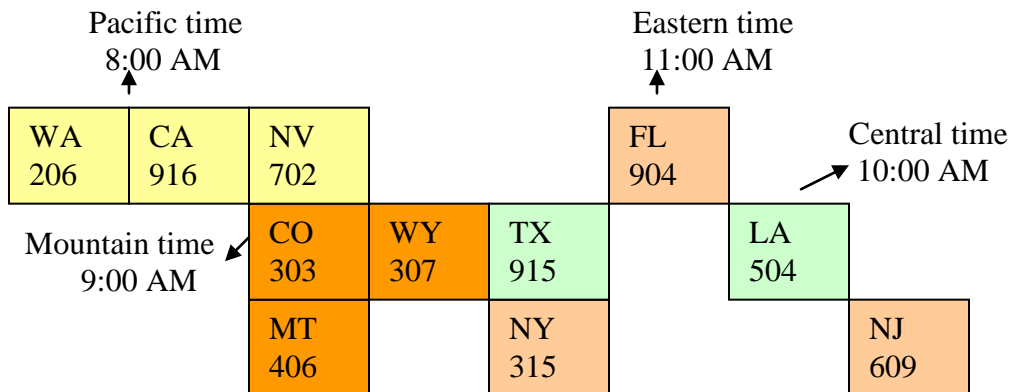 Pacific time
8:00 AM
Eastern time
11:00 AM
WA
206
CA
916
NV
702
FL
904
Central time
10:00 AM
Mountain time
9:00 AM
CO
303
WY
307
TX
915
LA
504
MT
406
NY
315
NJ
609